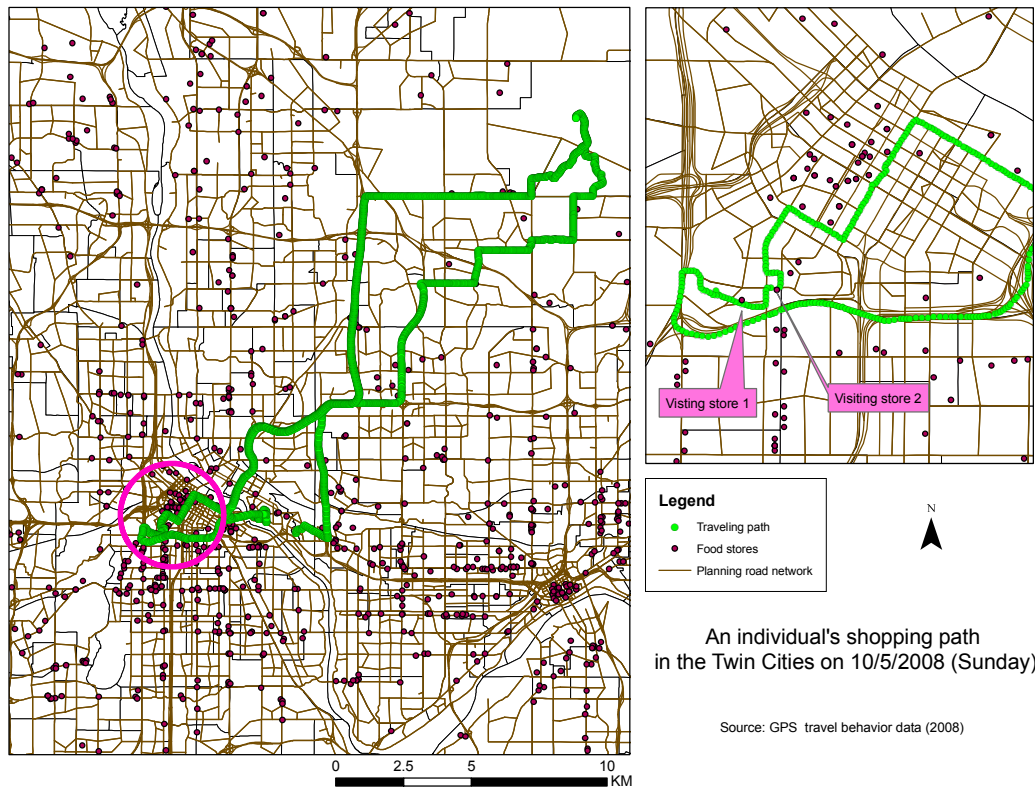 Visting store 1
Visiting store 2
Legend
Traveling path
Food stores
Planning road network
N
An individual's shopping path
in the Twin Cities on 10/5/2008 (Sunday)
Source: GPS travel behavior data (2008)
0 2.5 5 10
KM